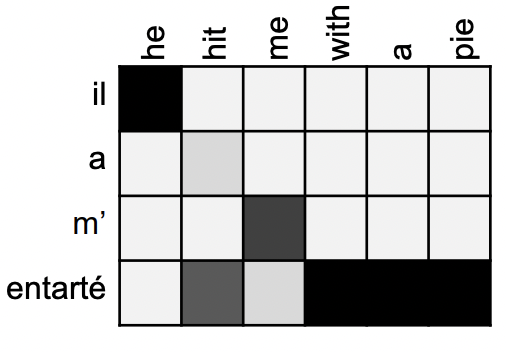 he hit me with a pie
il
a
m’
entarté